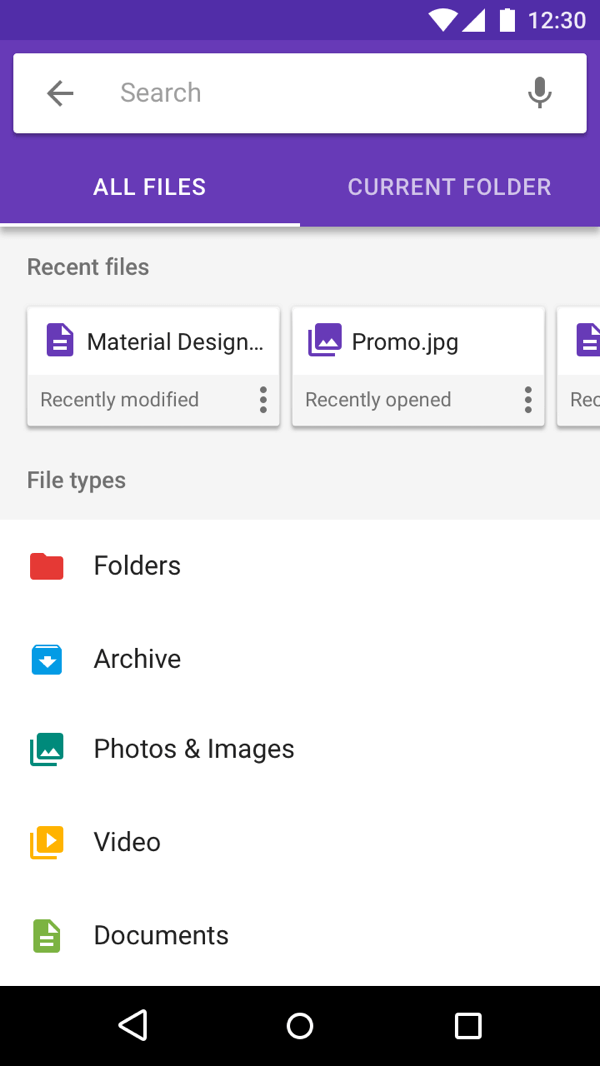 12:30
Search
ALL FILES CURRENT FOLDER
Recent files
Material Design... Promo.jpg
Recently modified Recently opened Rec
File types
Folders
Archive
Photos & Images
Video
Documents